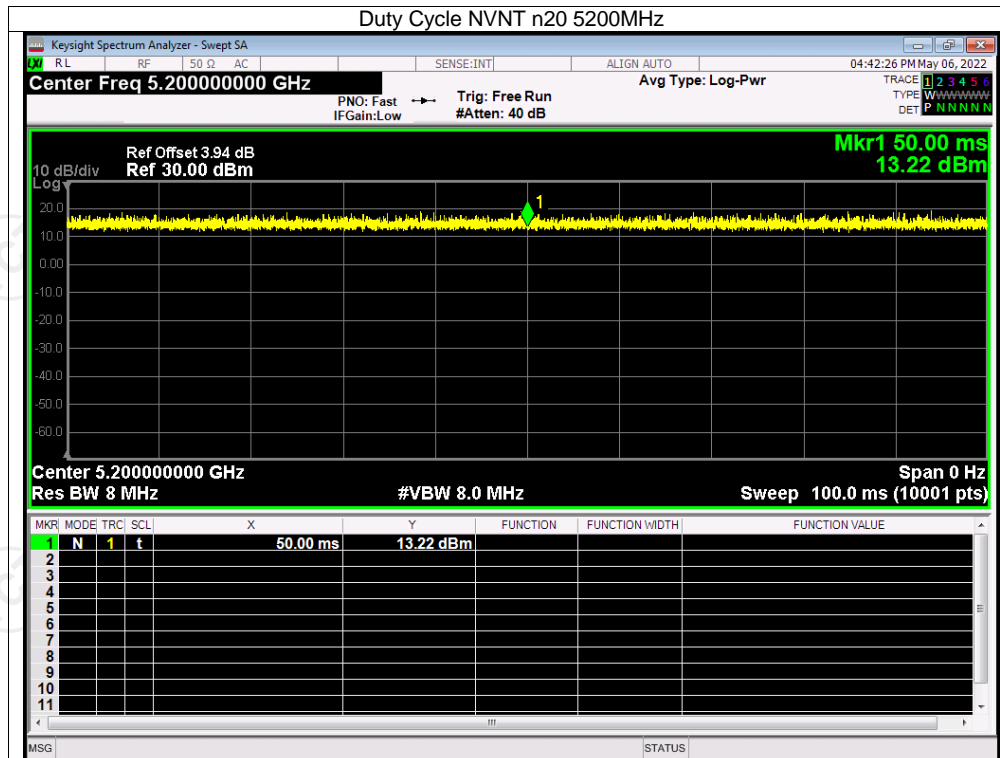 Duty Cycle NVNT n20 5200MHz
Keysight Spectrum Analyzer - Swept SA
LXI RL RF 50 Ω AC SENSE:INT ALIGN AUTO 04:42:26 PM May 06, 2022
Center Freq 5.200000000 GHz Avg Type: Log-Pwr TRACE 1 2 3 4 5 6
PNO: Fast Trig: Free Run TYPE WWWWWW
IFGain:Low #Atten: 40 dB DET P N N N N N
Mkr1 50.00 ms
Ref Offset 3.94 dB
10 dB/div Ref 30.00 dBm 13.22 dBm
Log
20.0
1
10.0
0.00
-10.0
-20.0
-30.0
-40.0
-50.0
-60.0
Center 5.200000000 GHz Span 0 Hz
Res BW 8 MHz #VBW 8.0 MHz Sweep 100.0 ms (10001 pts)
MKR MODE TRC SCL X Y FUNCTION FUNCTION WIDTH FUNCTION VALUE
1 N 1 t 50.00 ms 13.22 dBm
2
3
4
5
6
7
8
9
10
11
MSG STATUS